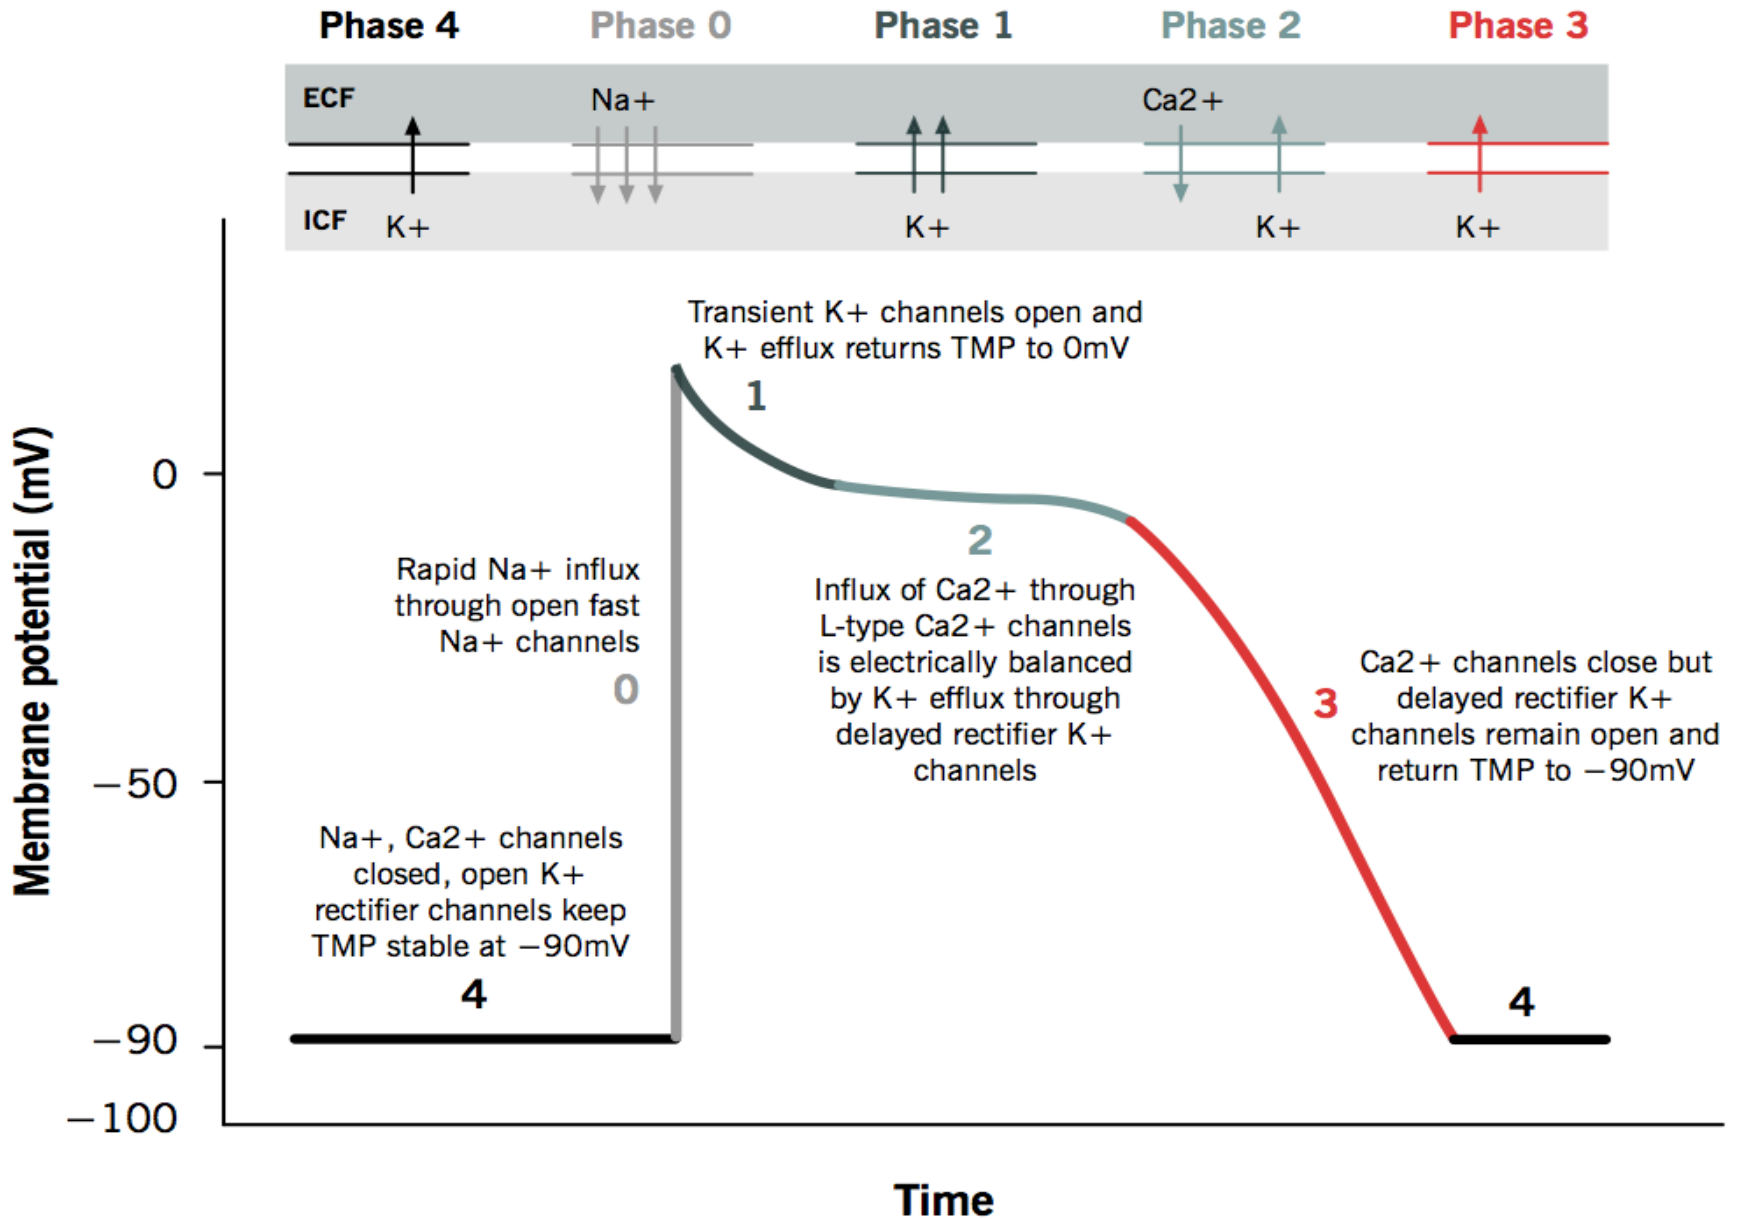 Phase 4 Phase 0 Phase 1 Phase 2 Phase 3
ECF Na+ Ca2+
ICF K+ K+ K+ K+
Transient K+ channels open and
K+ efflux returns TMP to 0mV
1
0
2
Rapid Na+ influx
through open fast
Na+ channels
0
Influx of Ca2+ through
L-type Ca2+ channels
is electrically balanced
by K+ efflux through
delayed rectifier K+
channels
3
Ca2+ channels close but
delayed rectifier K+
channels remain open and
return TMP to −90mV
−50
Na+, Ca2+ channels
closed, open K+
rectifier channels keep
TMP stable at −90mV
4
4
−90
−100
Membrane potential (mV)
Time